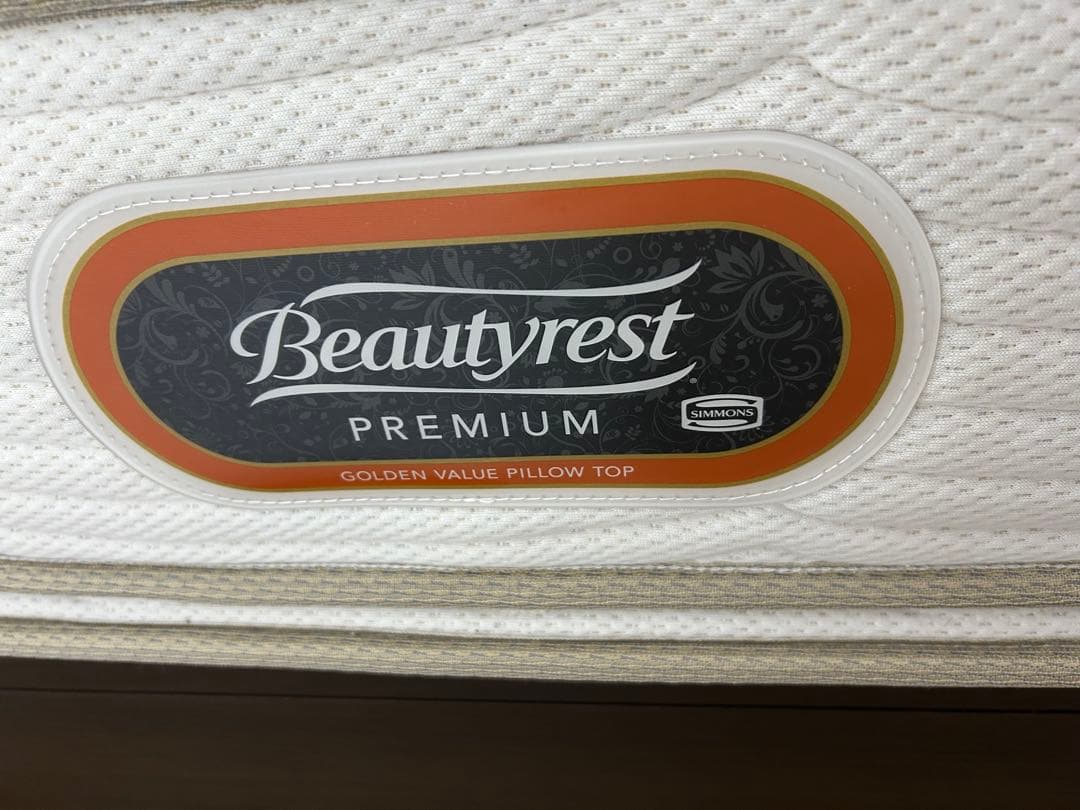 Beautyrest
PREMIUM
SIMMONS
GOLDEN VALUE PILLOW TOP